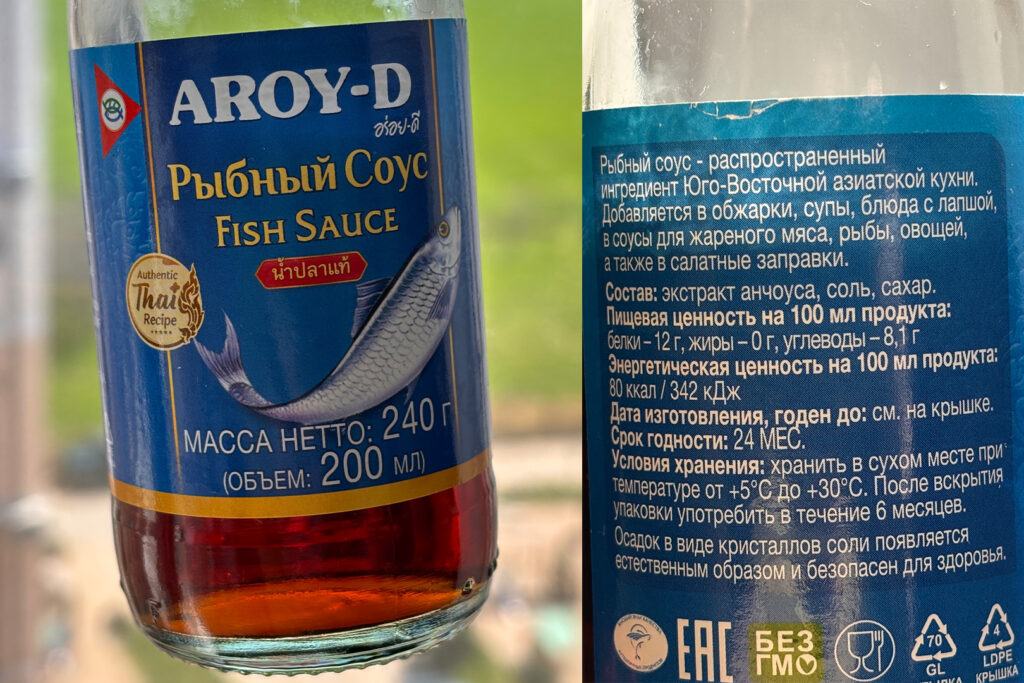 AROY-D
อร่อย-ดี
Рыбный Соус
FISH SAUCE
น้ำปลาแท้
Authentic
Thai
Recipe
МАССА НЕТТО: 240 г
(ОБЪЕМ: 200 МЛ)
Рыбный соус - распространенный
ингредиент Юго-Восточной азиатской кухни.
Добавляется в обжарки, супы, блюда с лапшой,
в соусы для жареного мяса, рыбы, овощей,
а также в салатные заправки.
Состав: экстракт анчоуса, соль, сахар.
Пищевая ценность на 100 мл продукта:
белки – 12 г, жиры – 0 г, углеводы – 8,1 г
Энергетическая ценность на 100 мл продукта:
80 ккал / 342 кДж
Дата изготовления, годен до: см. на крышке.
Срок годности: 24 МЕС.
Условия хранения: хранить в сухом месте при
температуре от +5°C до +30°C. После вскрытия
упаковки употребить в течение 6 месяцев.
Осадок в виде кристаллов соли появляется
естественным образом и безопасен для здоровья.
EAC
БЕЗ
ГМО
70
GL
4
LDPE
КРЫШКА